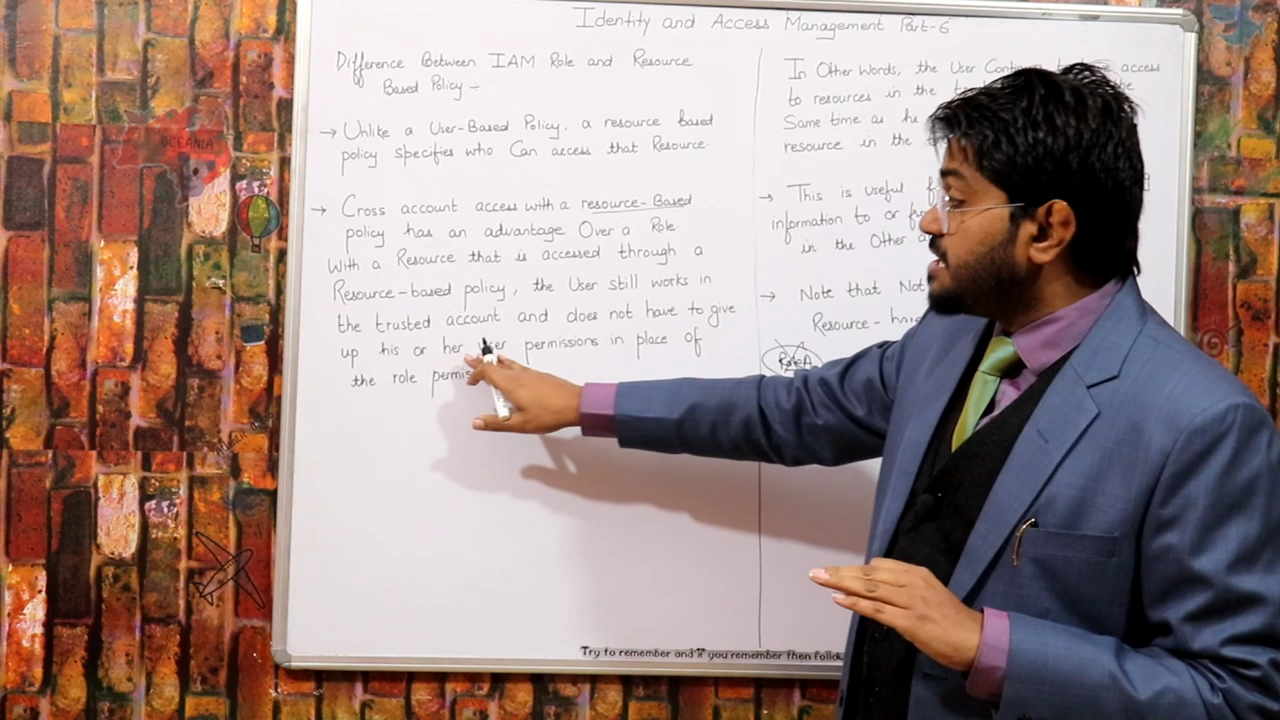 Identity and Access Management Part-6
Difference Between IAM Role and Resource
Based Policy :-
→ Unlike a User-Based Policy, a resource based
policy specifies who Can access that Resource.
→ Cross account access with a resource-Based
policy has an advantage Over a Role.
With a Resource that is accessed through a
Resource-based policy, the User still works in
the trusted account and does not have to give
up his or her user permissions in place of
the role
In Other Words, the User access
to resources in the
Same time as he
resource in the
→ This is useful
information to or
in the Other
→ Note that Not
Resource-
Role A
Try to remember and if you remember then
OCEANIA